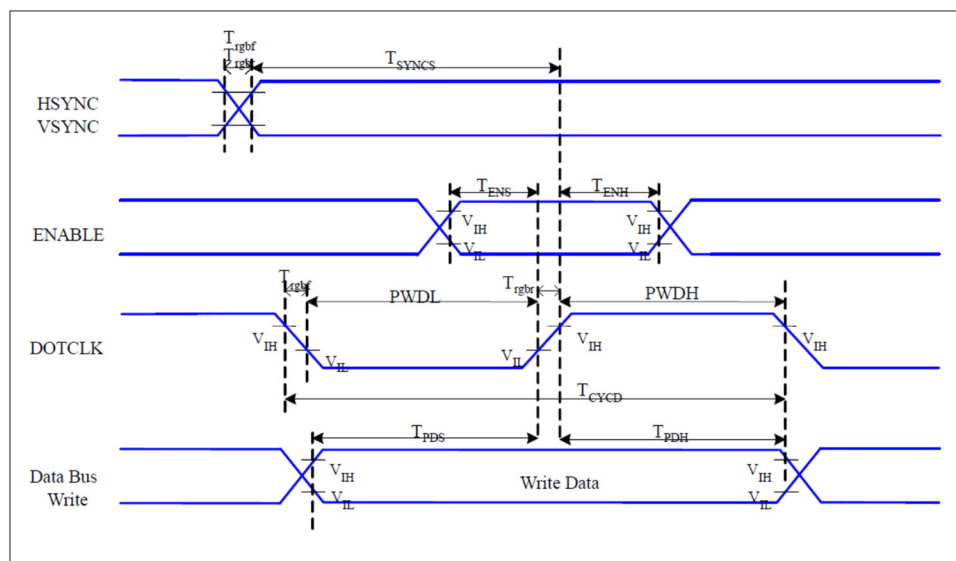 Trgbf
Trgbr
TSYNCS
HSYNC
VSYNC
TENS
TENH
VIH
VIH
ENABLE
VIL
VIL
Trgbf
PWDL
Trgbr
PWDH
VIH
VIH
VIH
DOTCLK
VIL
VIL
TCYCD
TPDS
TPDH
VIH
VIH
Data Bus
Write
Write Data
VIL
VIL